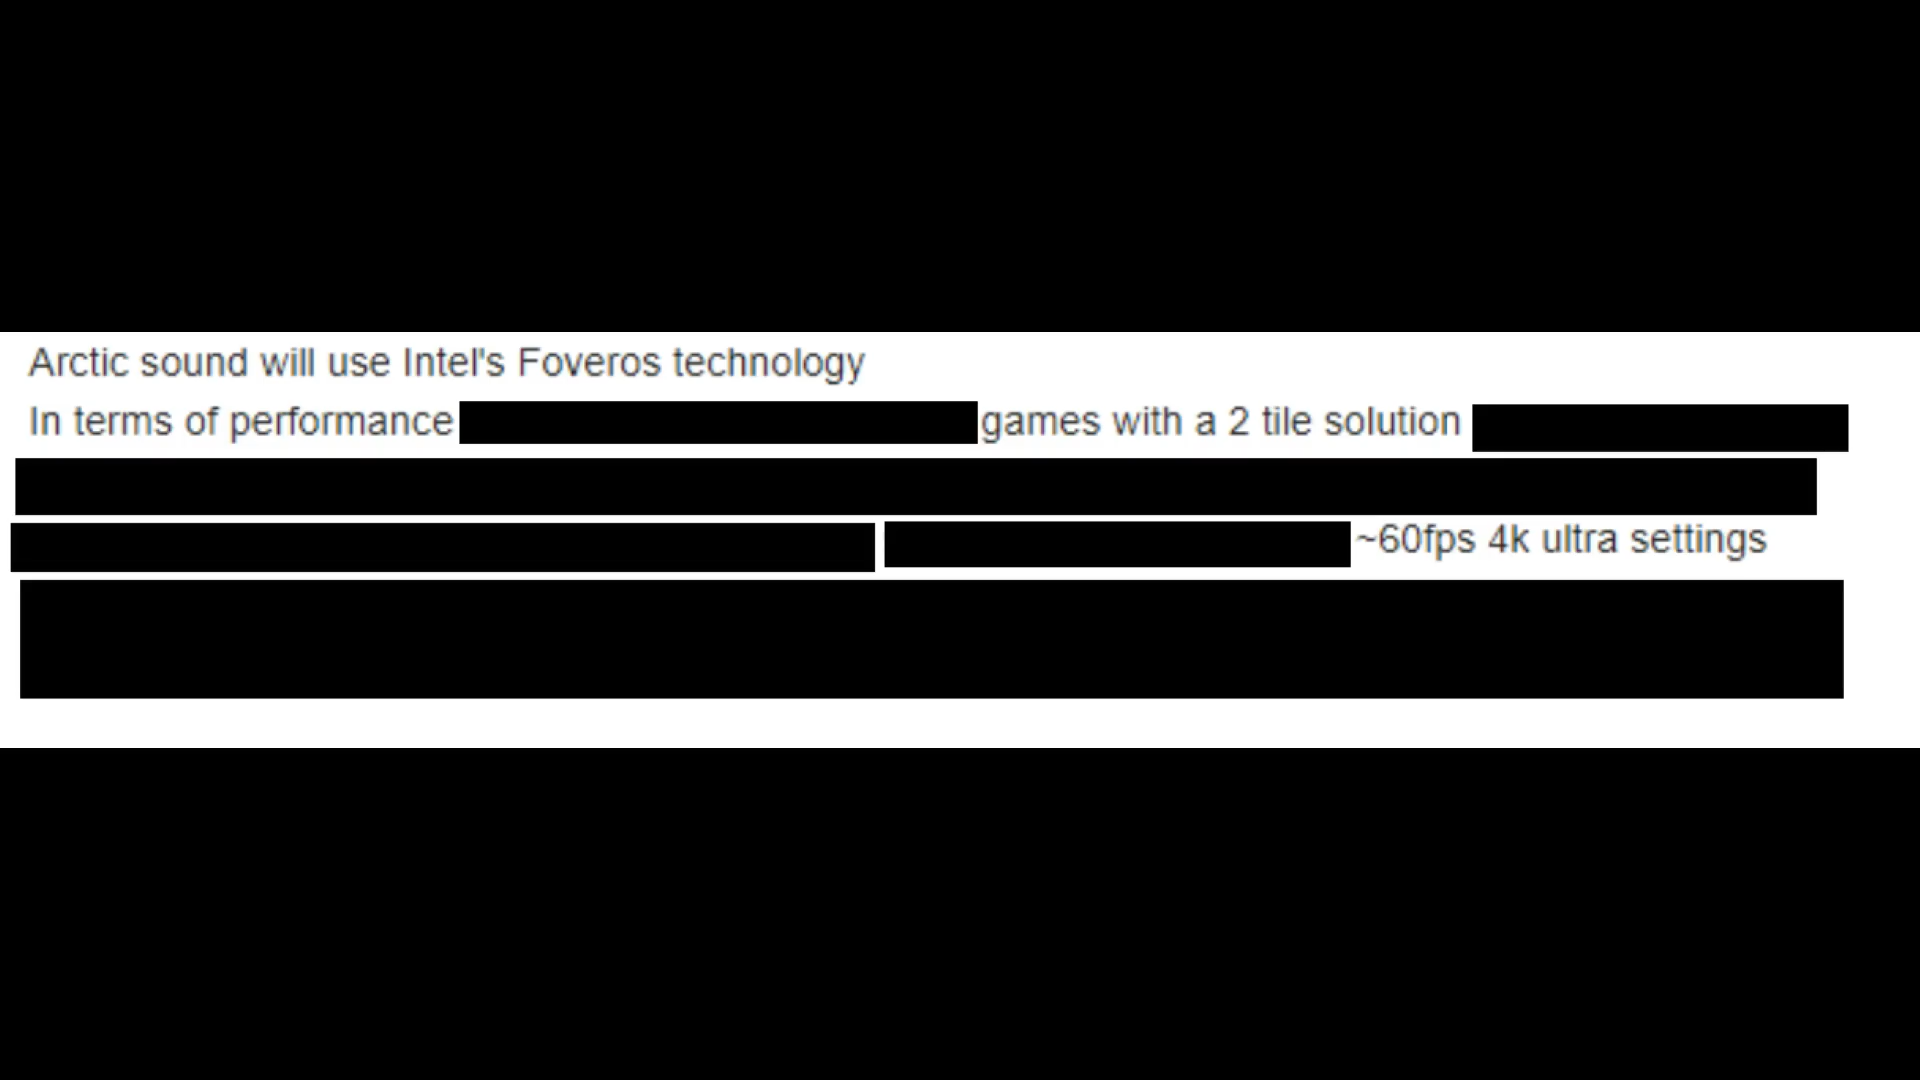 Arctic sound will use Intel's Foveros technology
In terms of performance games with a 2 tile solution
~60fps 4k ultra settings